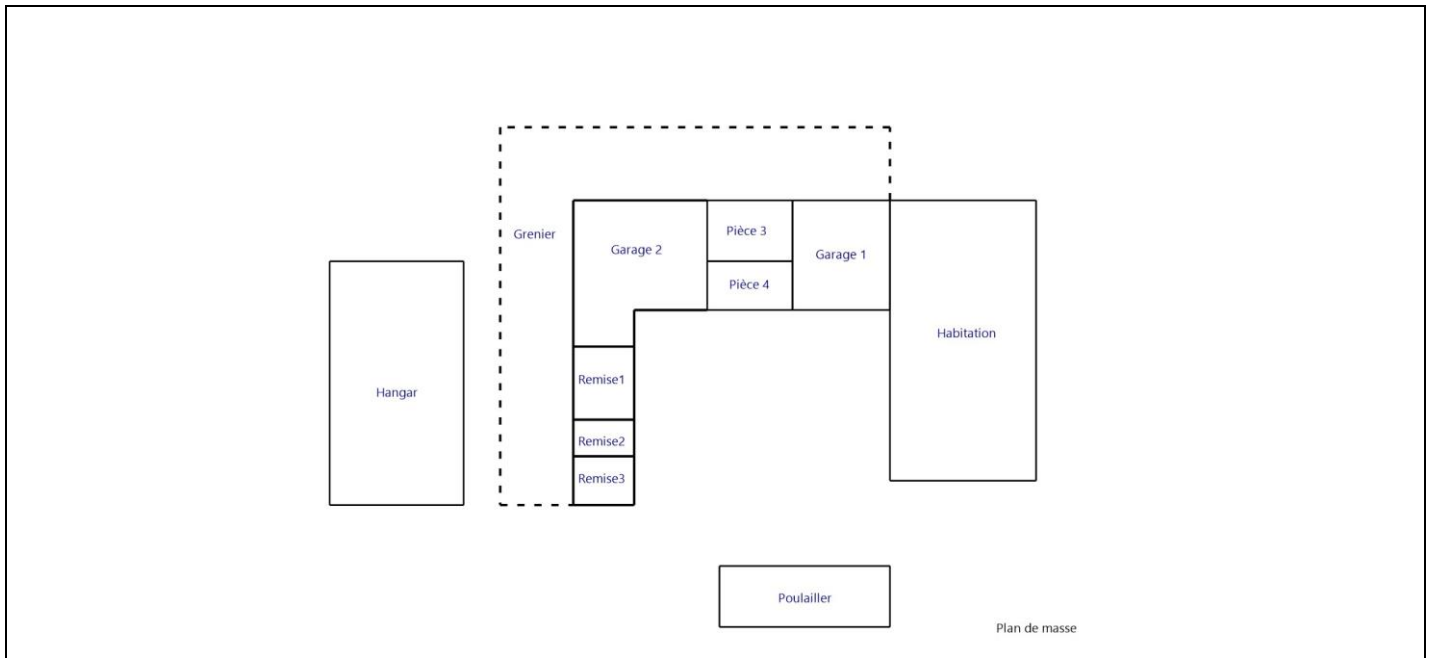 Pièce 3
Grenier
Garage 2
Garage 1
Pièce 4
Habitation
Remise1
Hangar
Remise2
Remise3
Poulailler
Plan de masse